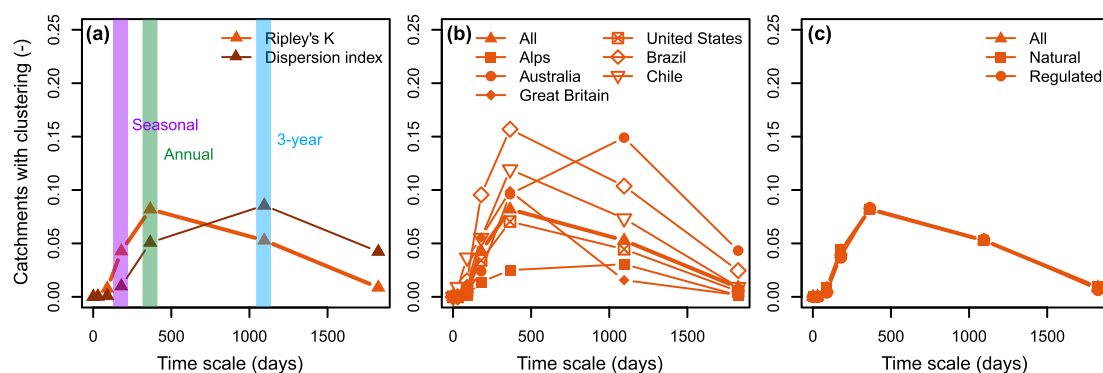 Catchments with clustering (-)
0.25
0.20
0.15
0.10
0.05
0.00
(a)
Ripley's K
Dispersion index
Seasonal
Annual
3-year
0 500 1000 1500
Time scale (days)
0.25
0.20
0.15
0.10
0.05
0.00
(b)
All
Alps
Australia
Great Britain
United States
Brazil
Chile
0 500 1000 1500
Time scale (days)
0.25
0.20
0.15
0.10
0.05
0.00
(c)
All
Natural
Regulated
0 500 1000 1500
Time scale (days)